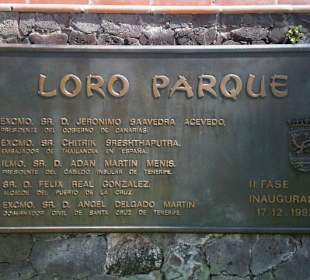 LORO PARQUE
EXCMO. SR. D. JERONIMO SAAVEDRA ACEVEDO.
PRESIDENTE DEL GOBIERNO DE CANARIAS.
EXCMO. SR. CHITRIK SRESHTHAPUTRA.
EMBAJADOR DE THAILANDIA EN ESPAÑA.
ILMO. SR. D. ADAN MARTIN MENIS.
PRESIDENTE DEL CABILDO INSULAR DE TENERIFE.
SR. D. FELIX REAL GONZALEZ.
ALCALDE DEL PUERTO DE LA CRUZ
EXCMO. SR. D. ANGEL DELGADO MARTIN
GOBERNADOR CIVIL DE SANTA CRUZ DE TENERIFE.
II FASE
INAUGURA
17.12.199